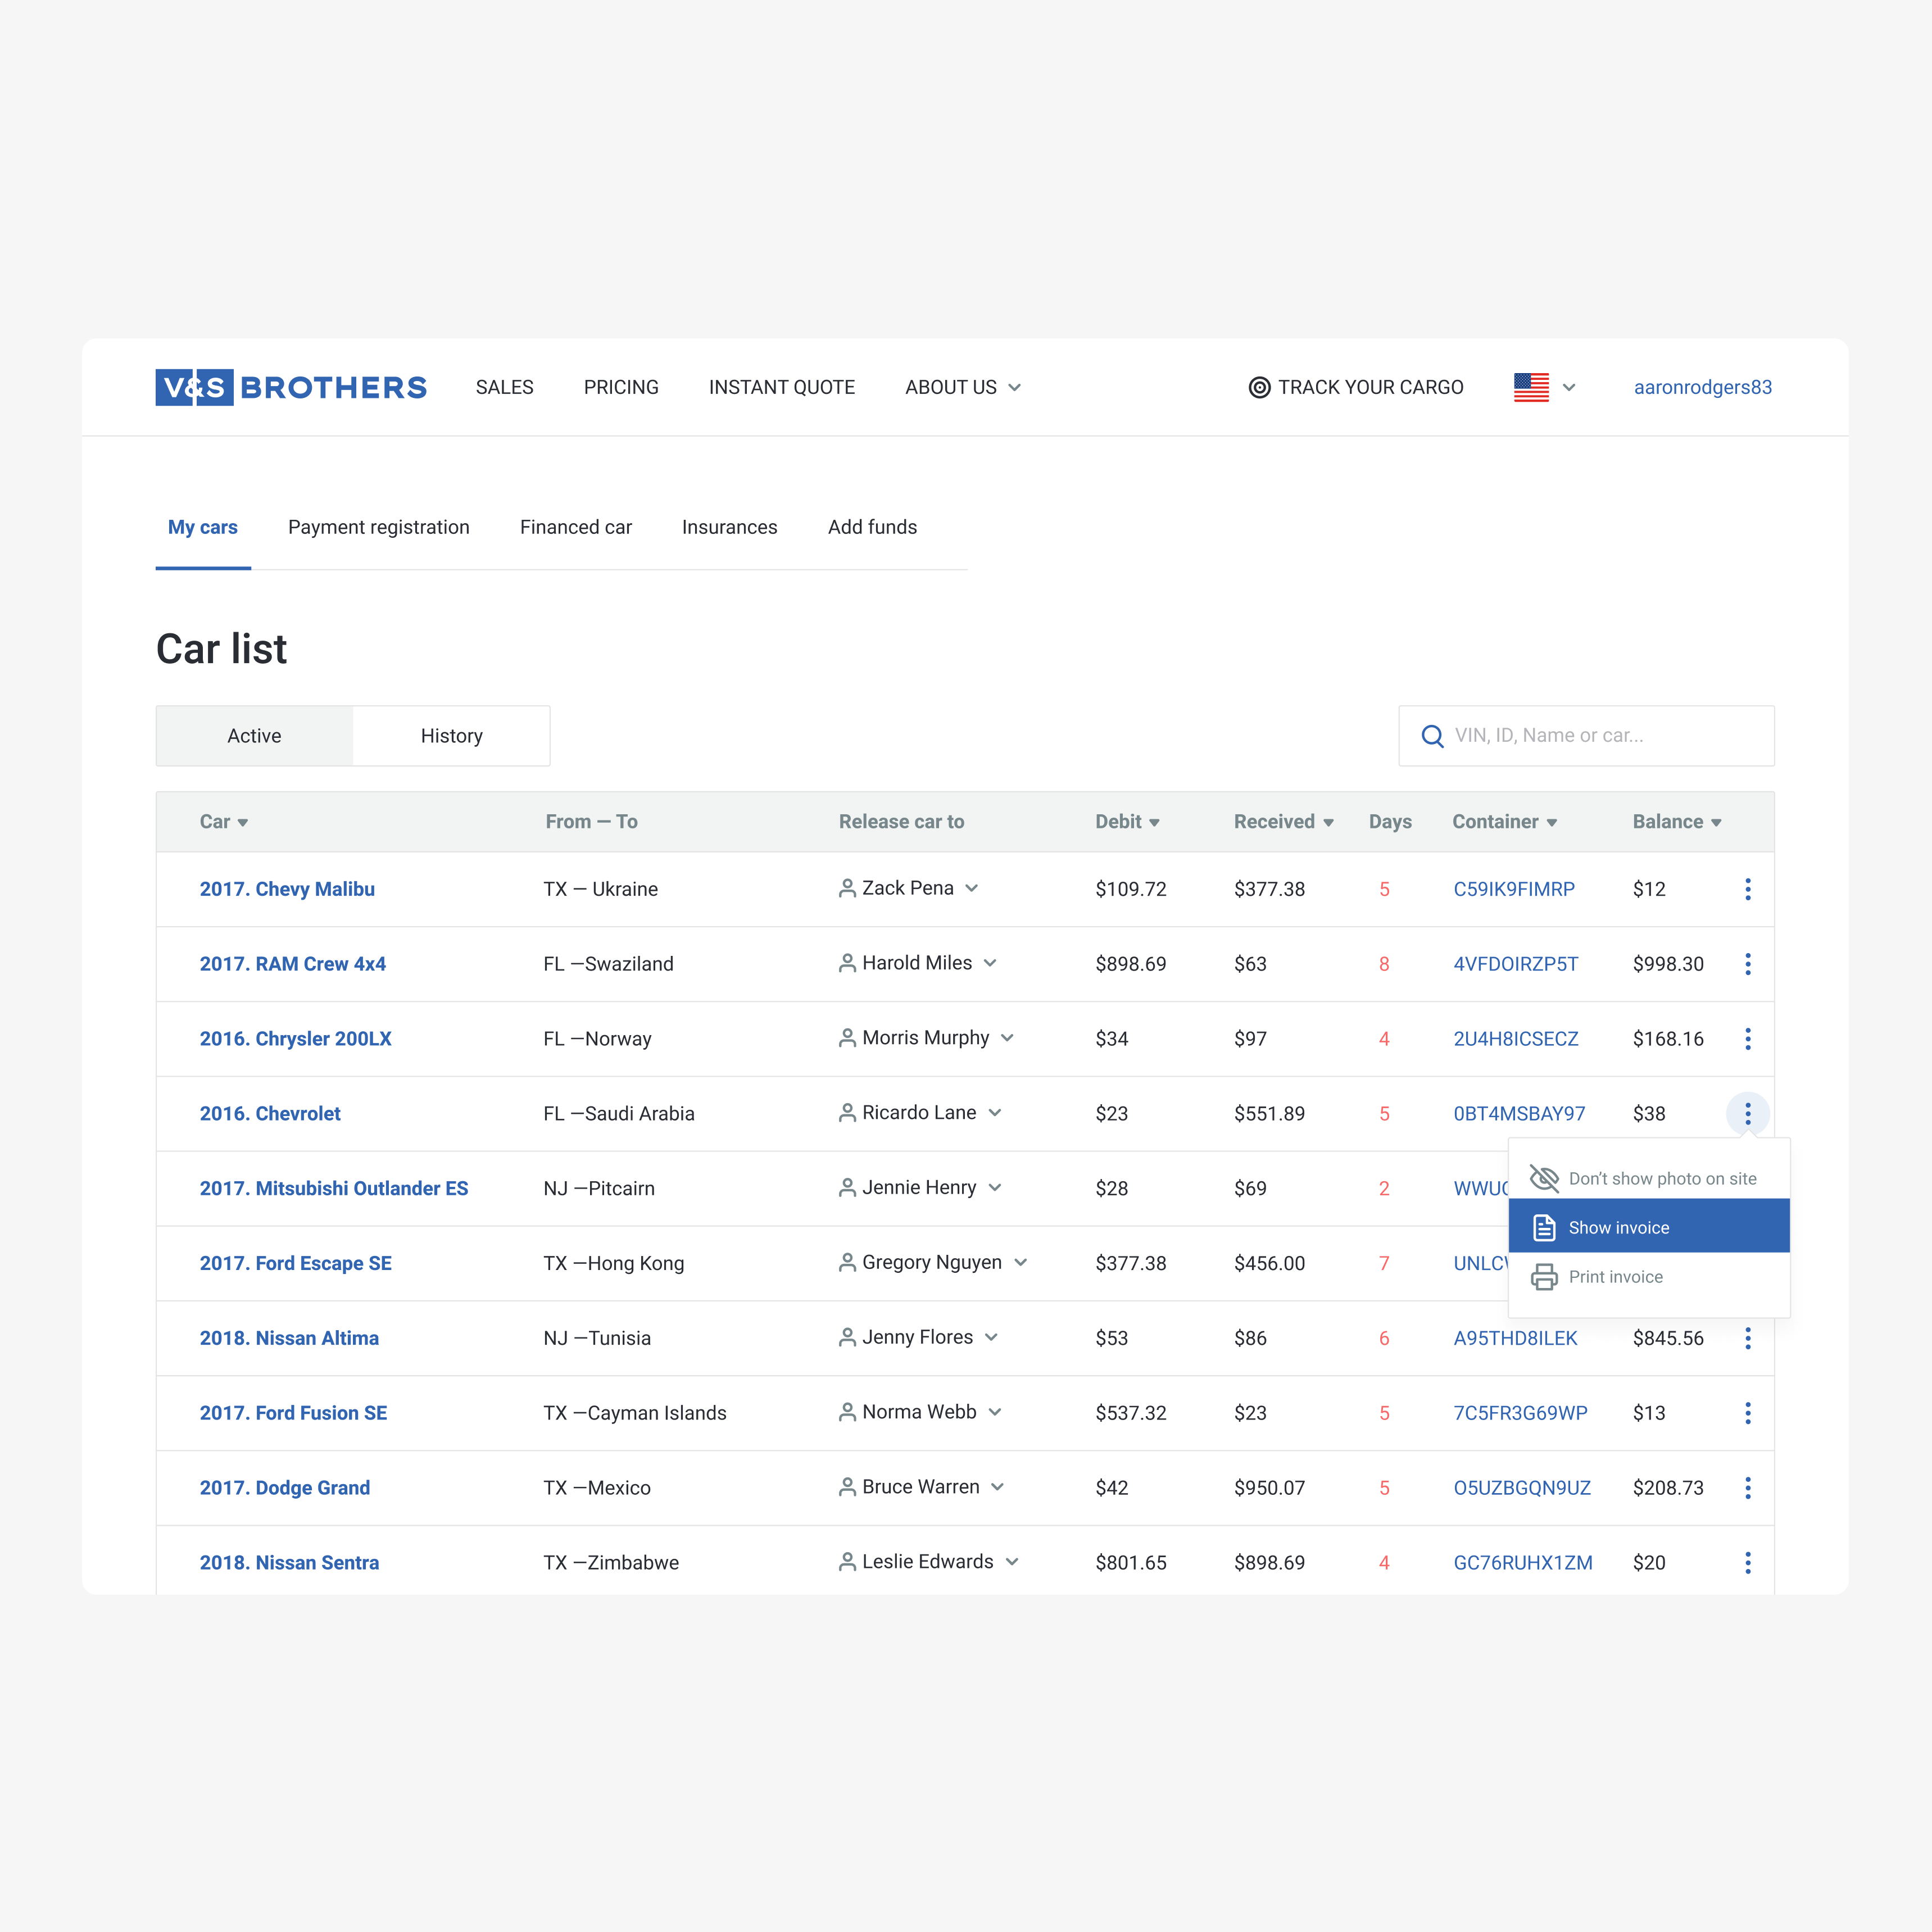 V&S BROTHERS SALES PRICING INSTANT QUOTE ABOUT US TRACK YOUR CARGO aaronrodgers83
My cars Payment registration Financed car Insurances Add funds
Car list
Active History VIN, ID, Name or car...
Car From — To Release car to Debit Received Days Container Balance
2017. Chevy Malibu TX — Ukraine Zack Pena $109.72 $377.38 5 C59IK9FIMRP $12
2017. RAM Crew 4x4 FL —Swaziland Harold Miles $898.69 $63 8 4VFDOIRZP5T $998.30
2016. Chrysler 200LX FL —Norway Morris Murphy $34 $97 4 2U4H8ICSECZ $168.16
2016. Chevrolet FL —Saudi Arabia Ricardo Lane $23 $551.89 5 0BT4MSBAY97 $38
Don’t show photo on site
2017. Mitsubishi Outlander ES NJ —Pitcairn Jennie Henry $28 $69 2
Show invoice
2017. Ford Escape SE TX —Hong Kong Gregory Nguyen $377.38 $456.00 7
Print invoice
2018. Nissan Altima NJ —Tunisia Jenny Flores $53 $86 6 A95THD8ILEK $845.56
2017. Ford Fusion SE TX —Cayman Islands Norma Webb $537.32 $23 5 7C5FR3G69WP $13
2017. Dodge Grand TX —Mexico Bruce Warren $42 $950.07 5 O5UZBGQN9UZ $208.73
2018. Nissan Sentra TX —Zimbabwe Leslie Edwards $801.65 $898.69 4 GC76RUHX1ZM $20